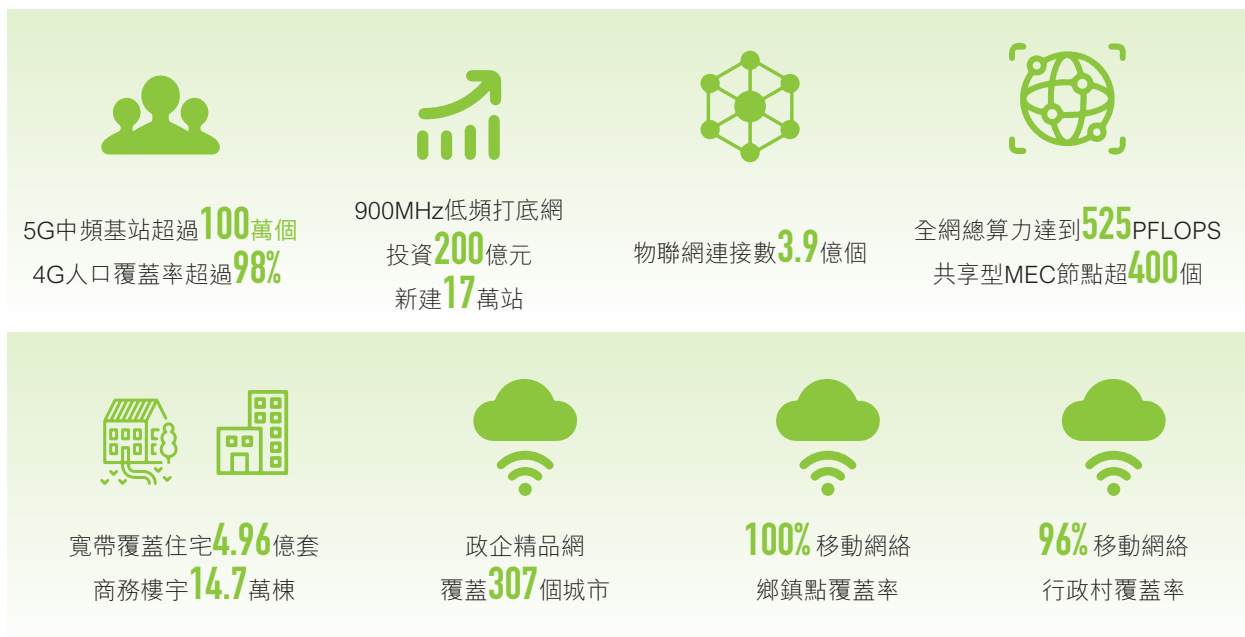 5G中頻基站超過100萬個
4G人口覆蓋率超過98%
900MHz低頻打底網
投資200億元
新建17萬站
物聯網連接數3.9億個
全網總算力達到525PFLOPS
共享型MEC節點超400個
寬帶覆蓋住宅4.96億套
商務樓宇14.7萬棟
政企精品網
覆蓋307個城市
100%移動網絡
鄉鎮點覆蓋率
96%移動網絡
行政村覆蓋率